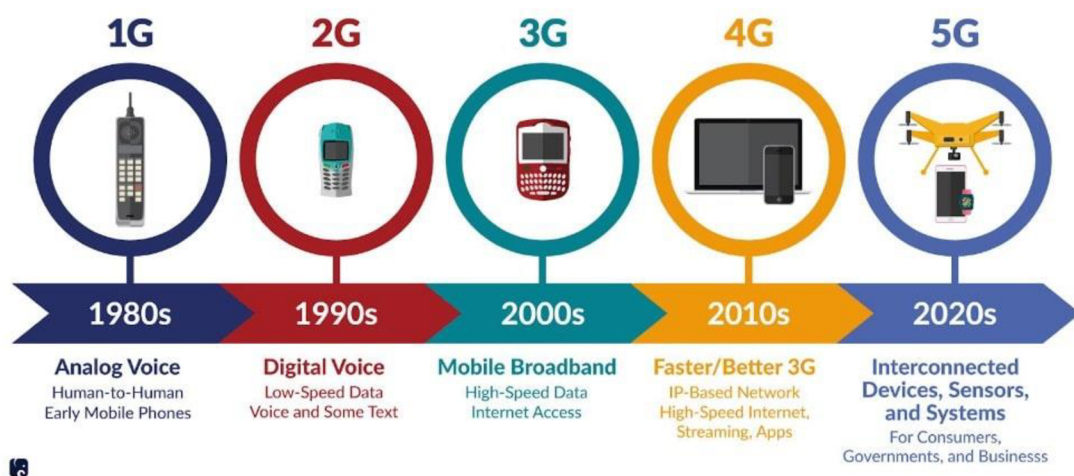 1G
2G
3G
4G
5G
1980s
1990s
2000s
2010s
2020s
Analog Voice
Human-to-Human
Early Mobile Phones
Digital Voice
Low-Speed Data
Voice and Some Text
Mobile Broadband
High-Speed Data
Internet Access
Faster/Better 3G
IP-Based Network
High-Speed Internet,
Streaming, Apps
Interconnected
Devices, Sensors,
and Systems
For Consumers,
Governments, and Businesss